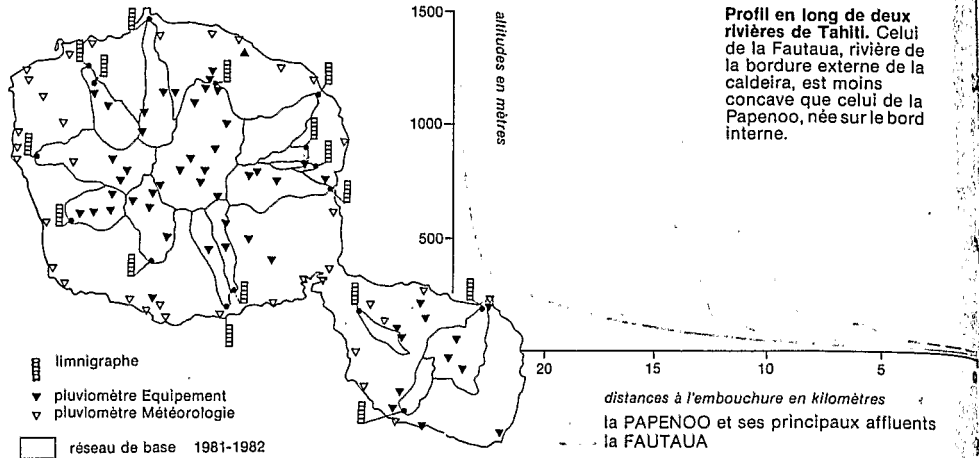 1500
1000
500
altitudes en mètres
Profil en long de deux
rivières de Tahiti. Celui
de la Fautaua, rivière de
la bordure externe de la
caldeira, est moins
concave que celui de la
Papenoo, née sur le bord
interne.
20
15
10
5
distances à l'embouchure en kilomètres
la PAPENOO et ses principaux affluents
la FAUTAUA
limnigraphe
pluviomètre Equipement
pluviomètre Météorologie
réseau de base 1981-1982